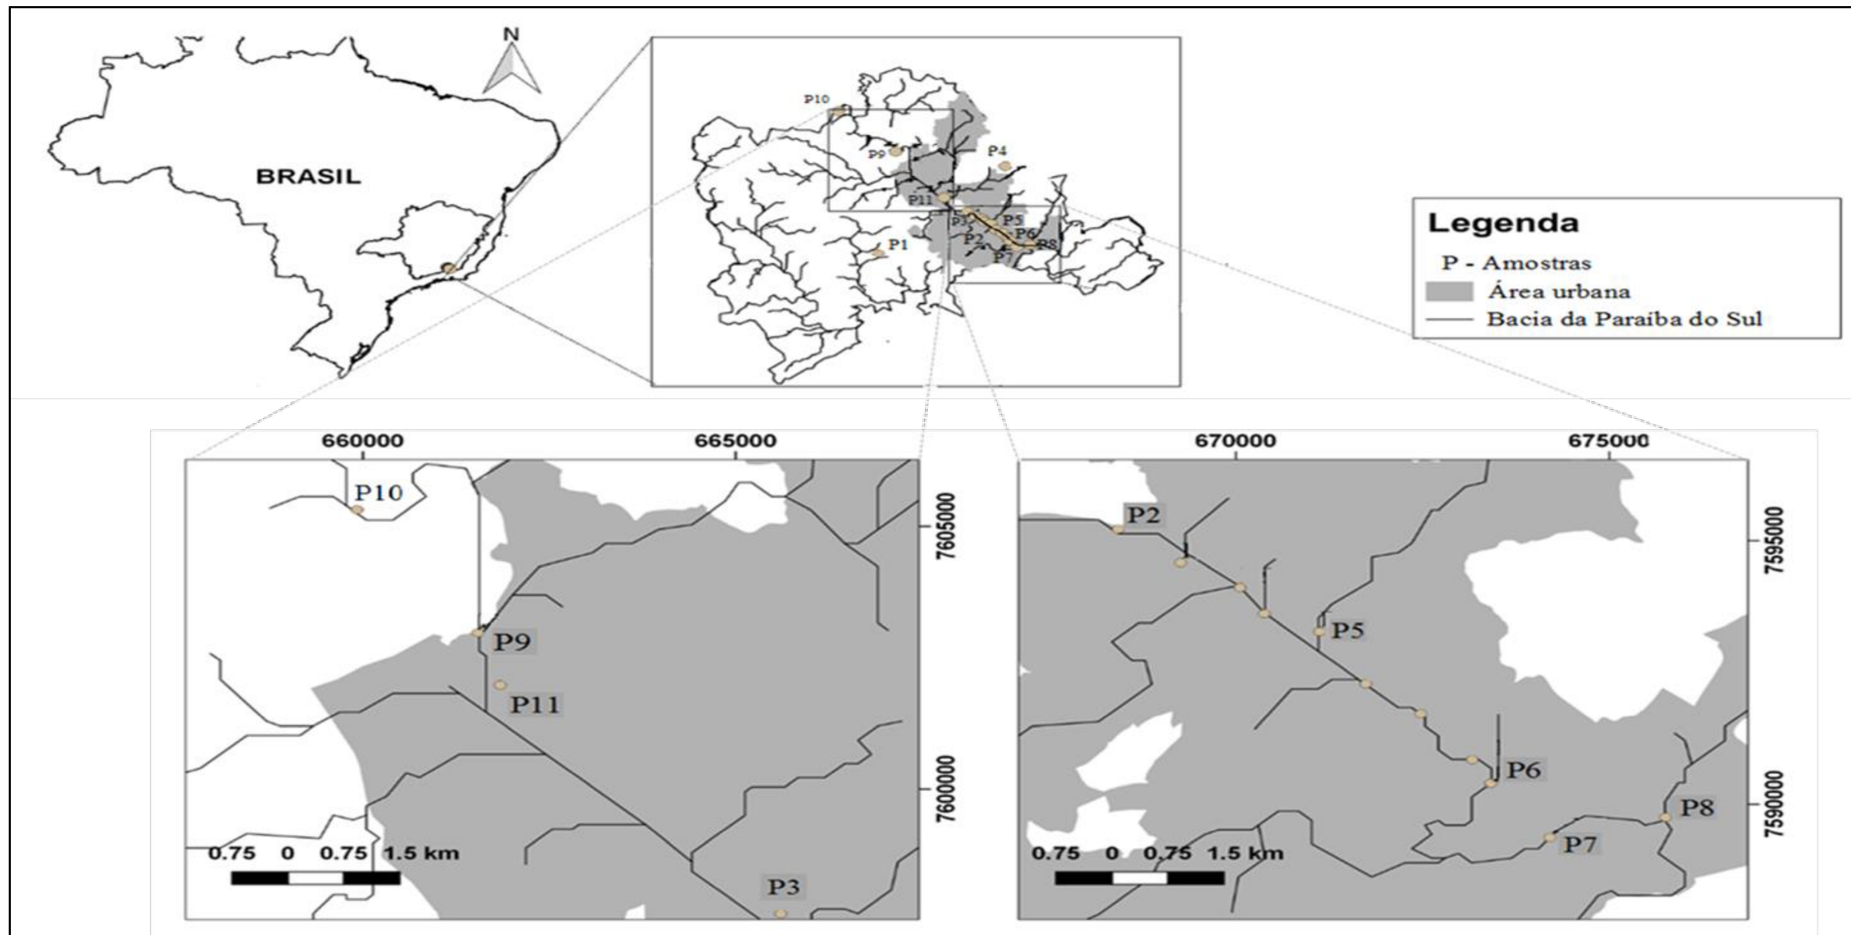 N
BRASIL
P10
P9
P4
P11
P3
P5
P2
P6
P8
P7
P1
Legenda
P - Amostras
Área urbana
Bacia da Paraíba do Sul
660000
665000
P10
7605000
P9
P11
7600000
0.75 0 0.75 1.5 km
P3
670000
675000
P2
7595000
P5
P6
P8
7590000
P7
0.75 0 0.75 1.5 km